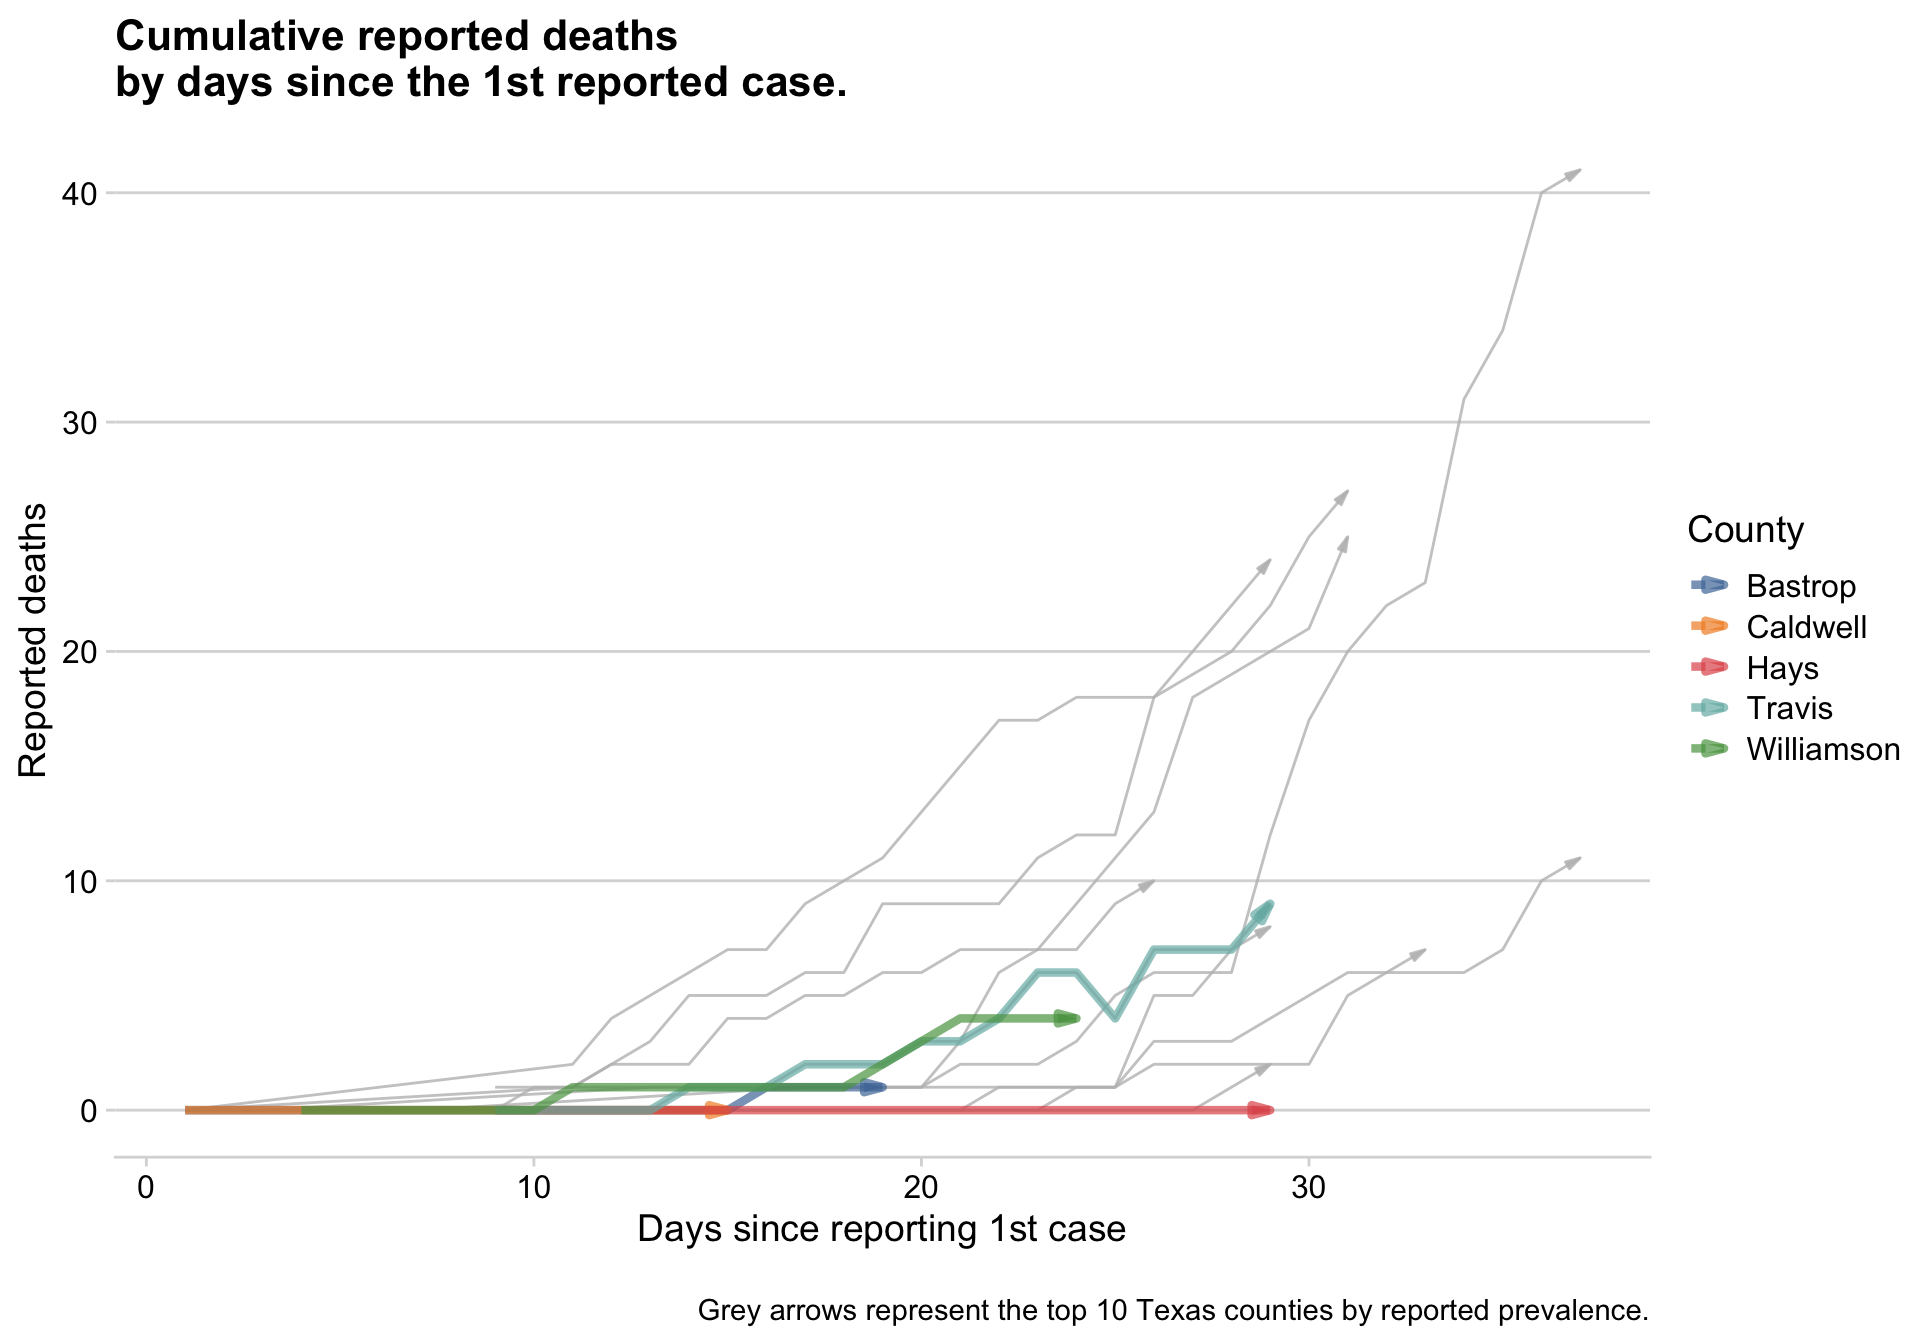 Cumulative reported deaths
by days since the 1st reported case.
40
30
20
10
0
Reported deaths
0 10 20 30
Days since reporting 1st case
County
Bastrop
Caldwell
Hays
Travis
Williamson
Grey arrows represent the top 10 Texas counties by reported prevalence.